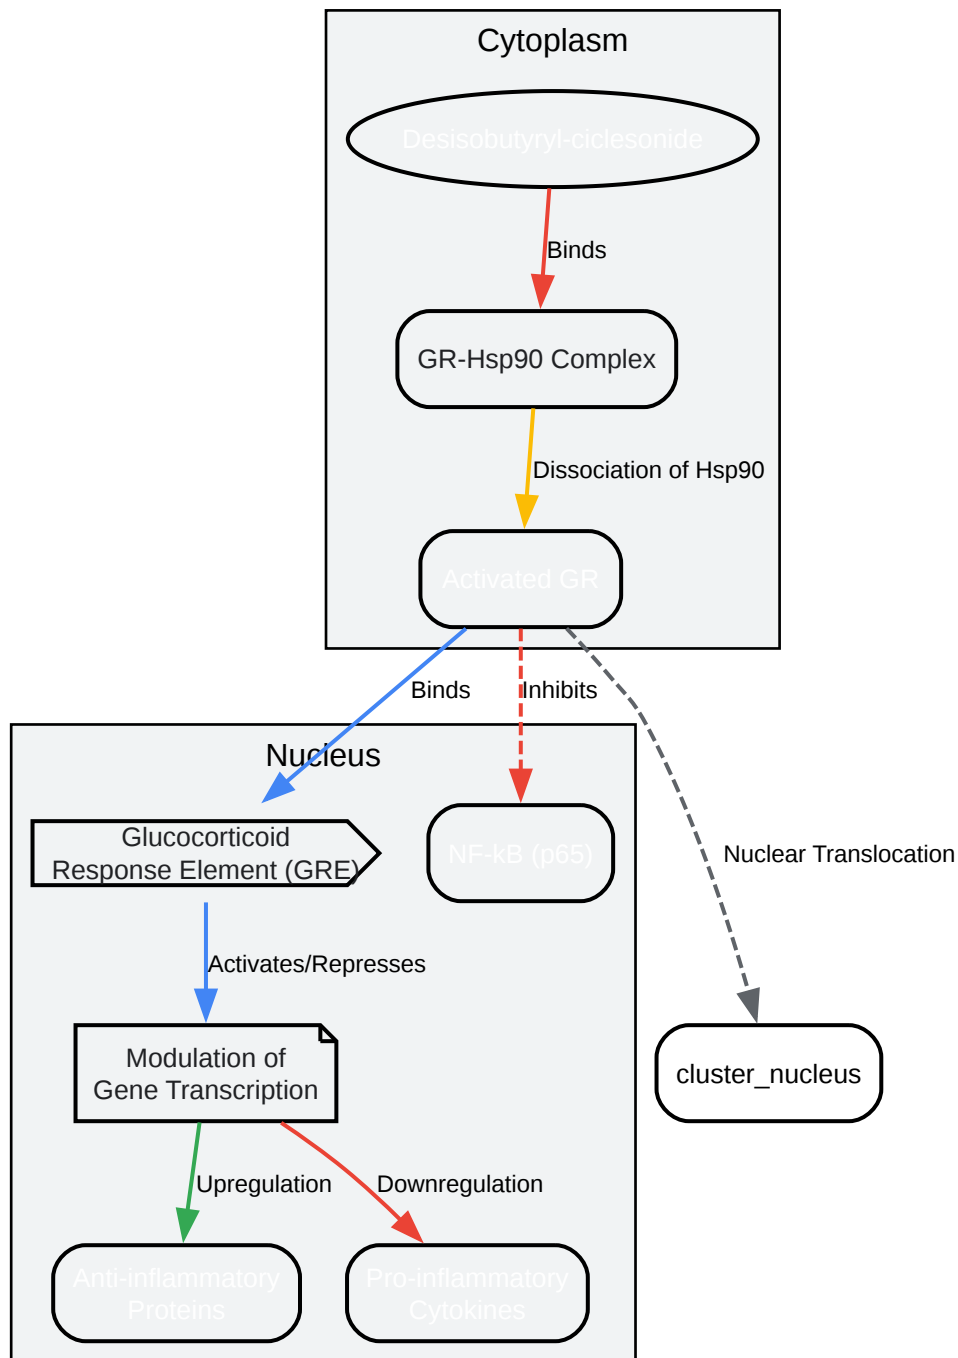 Cytoplasm
Desisobutyryl-ciclesonide
Binds
GR-Hsp90 Complex
Dissociation of Hsp90
Activated GR
Binds
Inhibits
Nucleus
Glucocorticoid
Response Element (GRE)
NF-kB (p65)
Nuclear Translocation
Activates/Represses
Modulation of
Gene Transcription
cluster_nucleus
Upregulation
Downregulation
Anti-inflammatory
Proteins
Pro-inflammatory
Cytokines